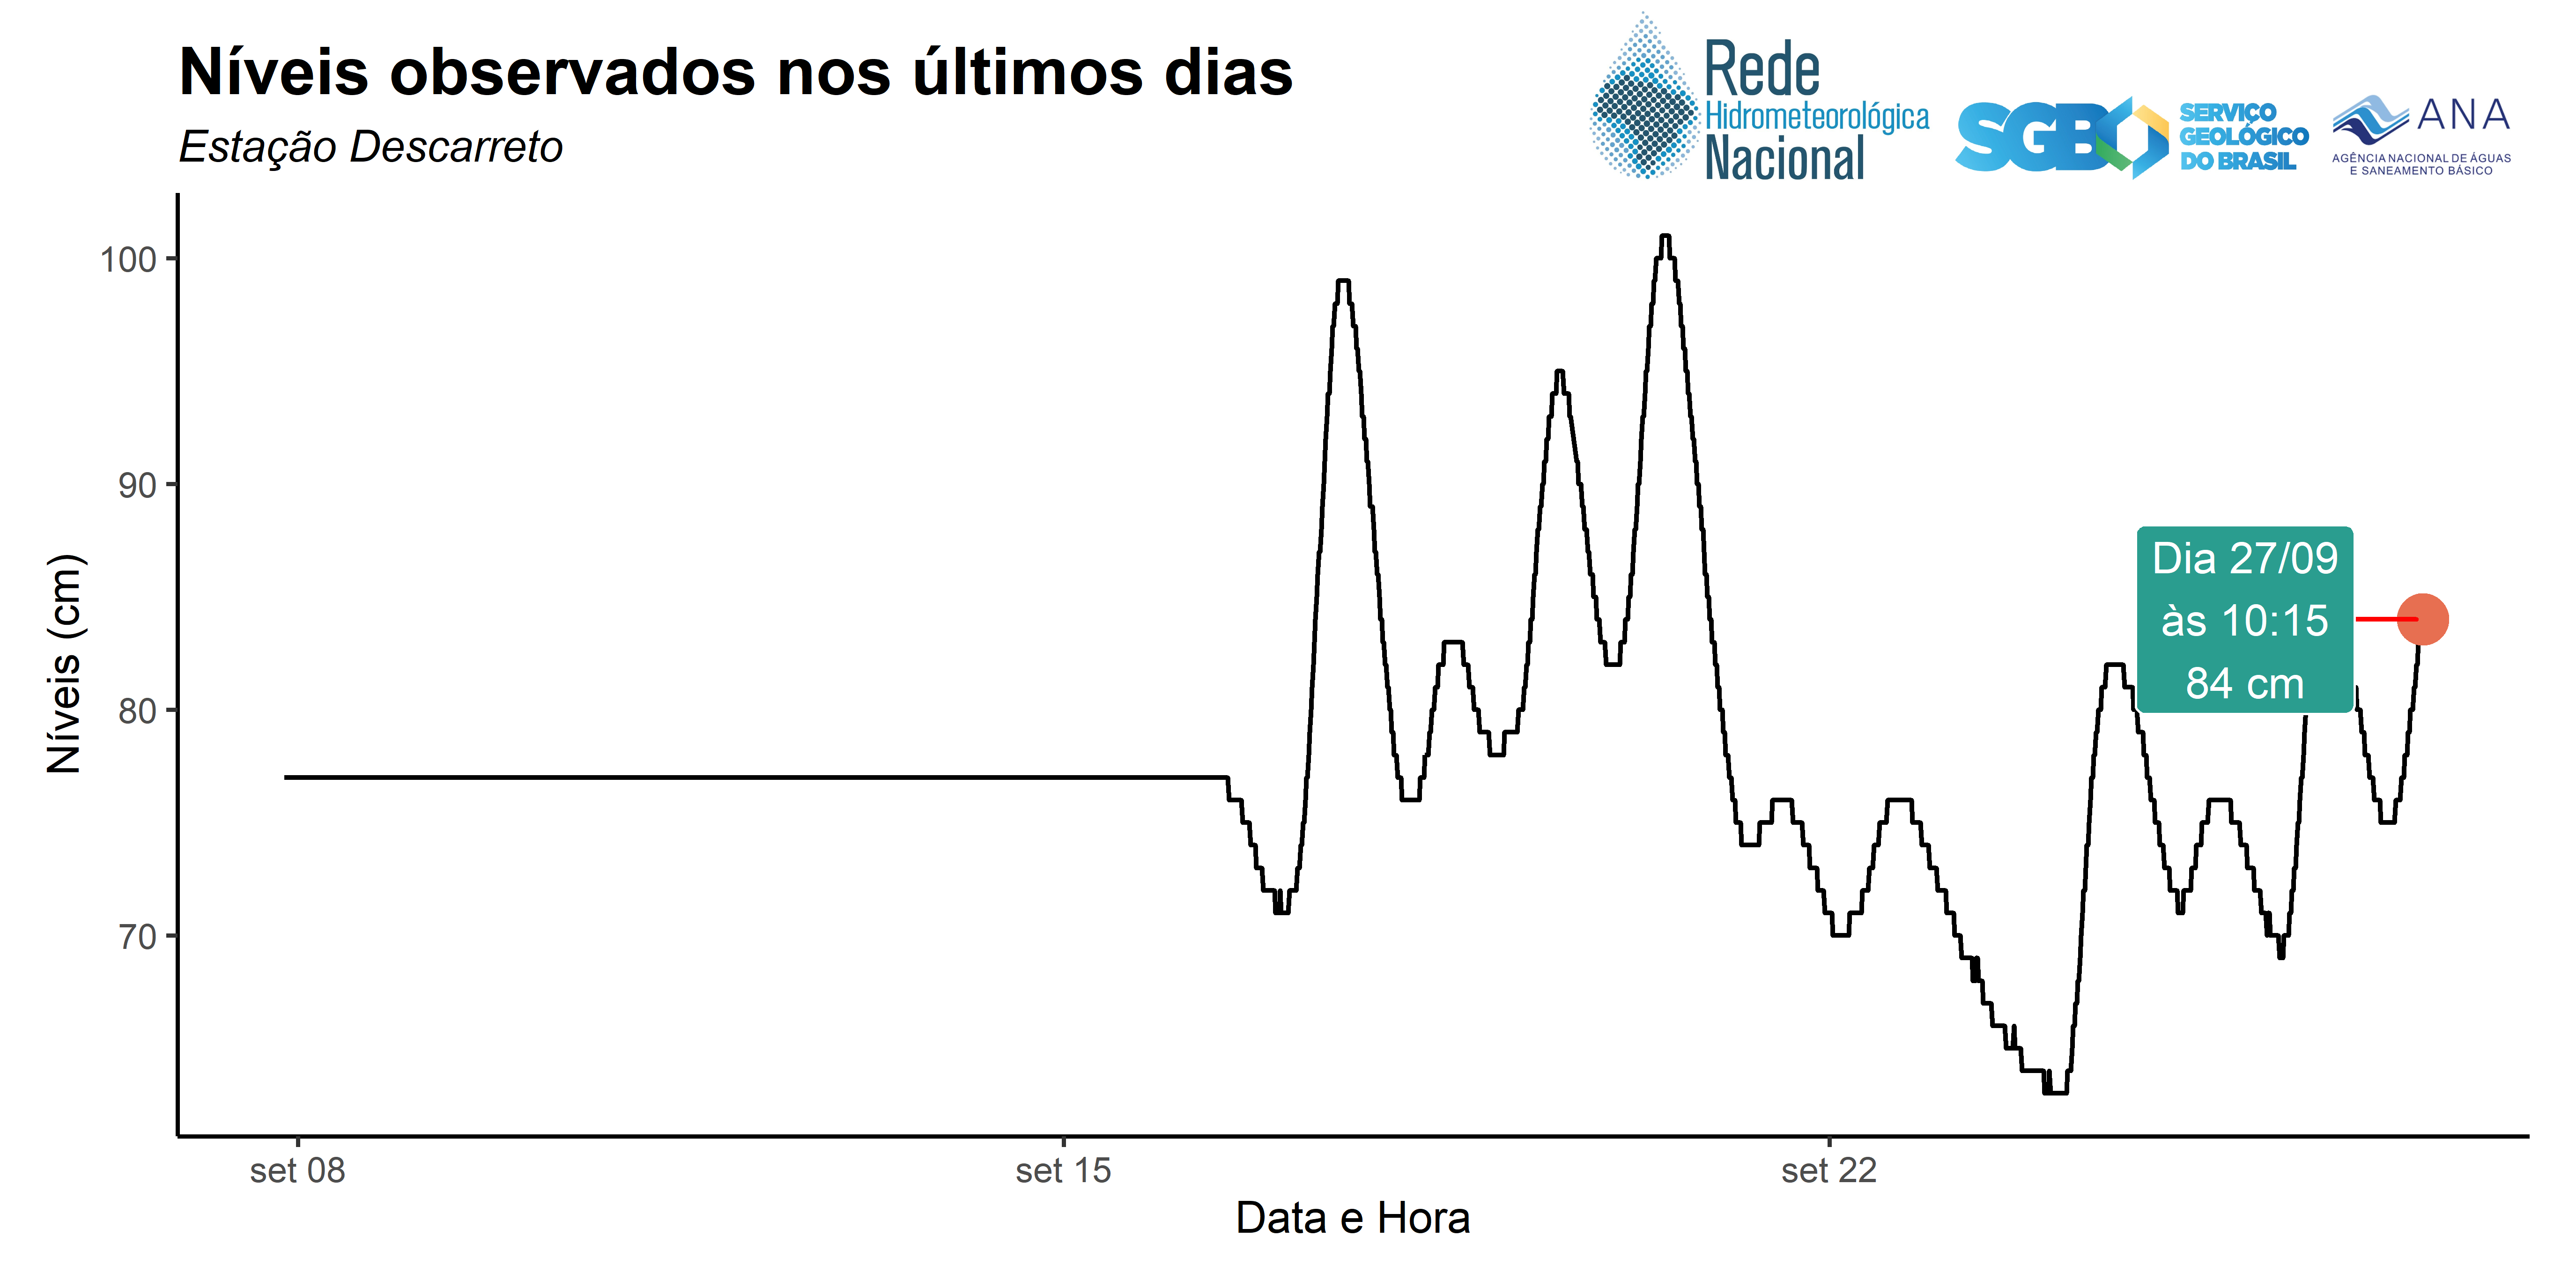 Níveis observados nos últimos dias
Estação Descarreto
Rede
Hidrometeorológica
Nacional
SGB
SERVIÇO
GEOLÓGICO
DO BRASIL
ANA
AGÊNCIA NACIONAL DE ÁGUAS
E SANEAMENTO BÁSICO
Níveis (cm)
100
90
80
70
Dia 27/09
às 10:15
84 cm
set 08
set 15
set 22
Data e Hora